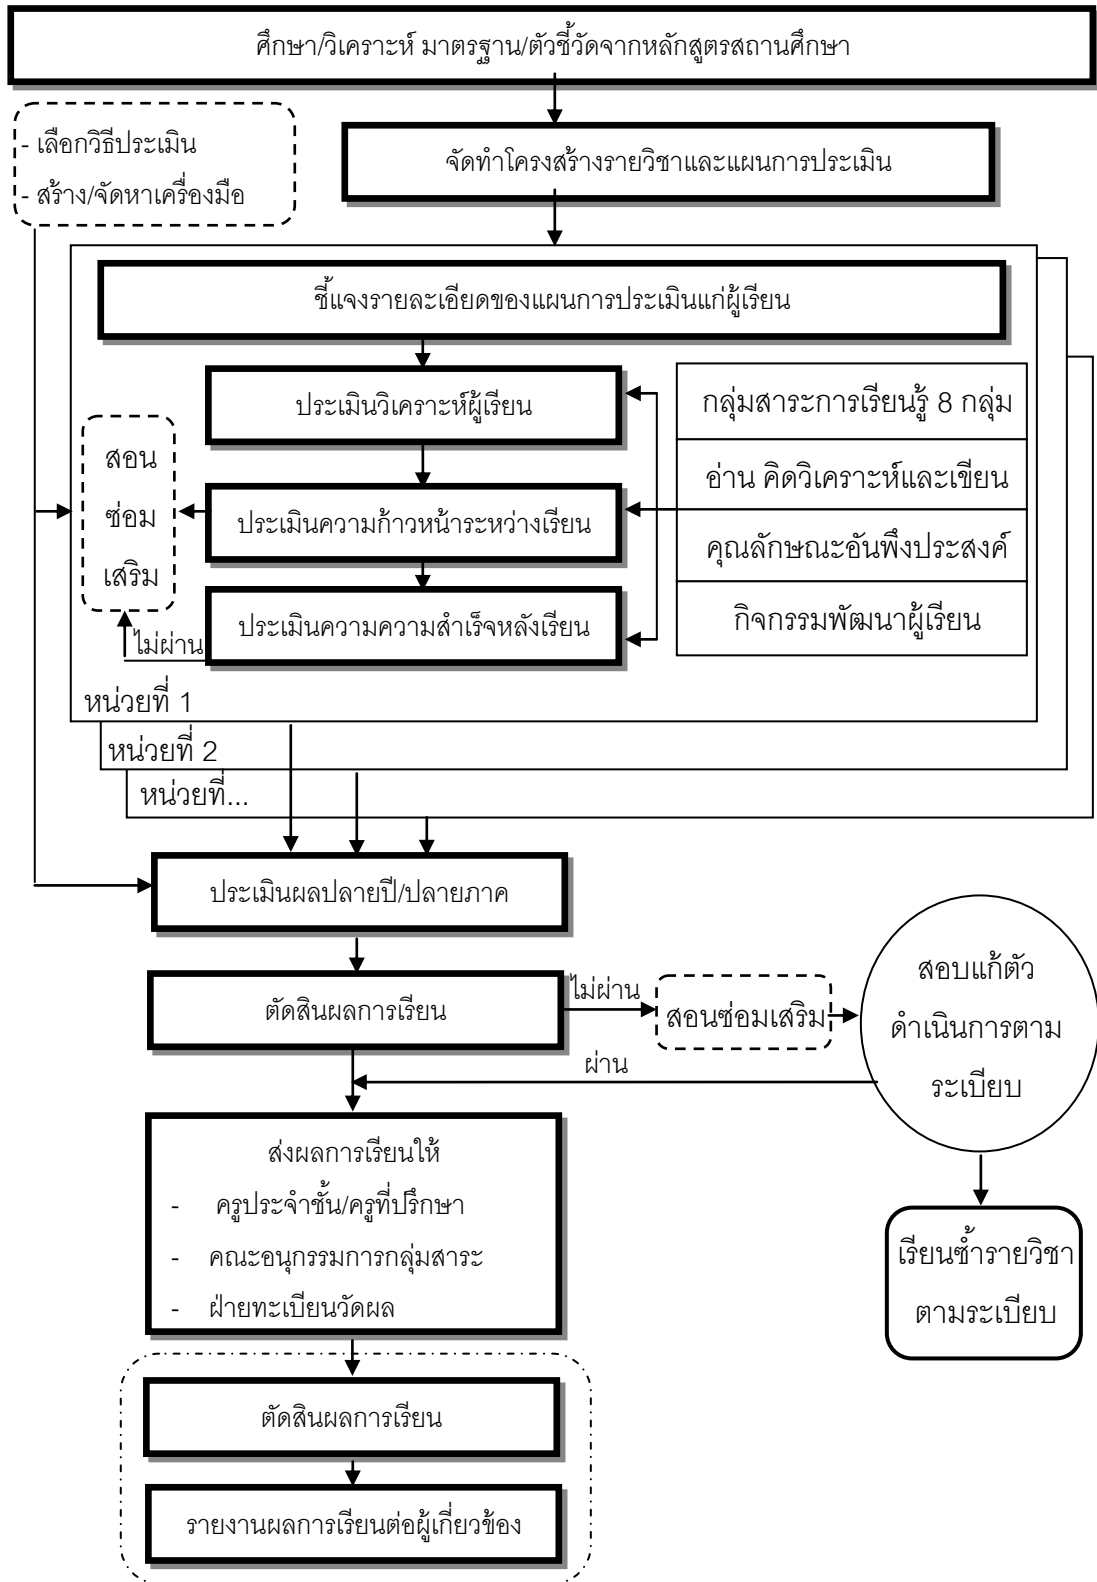 ศึกษา/วิเคราะห์ มาตรฐาน/ตัวชี้วัดจากหลักสูตรสถานศึกษา
- เลือกวิธีประเมิน
- สร้าง/จัดหาเครื่องมือ
จัดทำโครงสร้างรายวิชาและแผนการประเมิน
ชี้แจงรายละเอียดของแผนการประเมินแก่ผู้เรียน
ประเมินวิเคราะห์ผู้เรียน
ประเมินความก้าวหน้าระหว่างเรียน
ประเมินความความสำเร็จหลังเรียน
สอน
ซ่อม
เสริม
ไม่ผ่าน
กลุ่มสาระการเรียนรู้ 8 กลุ่ม
อ่าน คิดวิเคราะห์และเขียน
คุณลักษณะอันพึงประสงค์
กิจกรรมพัฒนาผู้เรียน
หน่วยที่ 1
หน่วยที่ 2
หน่วยที่...
ประเมินผลปลายปี/ปลายภาค
ตัดสินผลการเรียน
ไม่ผ่าน
สอนซ่อมเสริม
สอบแก้ตัว
ดำเนินการตาม
ระเบียบ
ผ่าน
ส่งผลการเรียนให้
- ครูประจำชั้น/ครูที่ปรึกษา
- คณะอนุกรรมการกลุ่มสาระ
- ฝ่ายทะเบียนวัดผล
เรียนซ้ำรายวิชา
ตามระเบียบ
ตัดสินผลการเรียน
รายงานผลการเรียนต่อผู้เกี่ยวข้อง